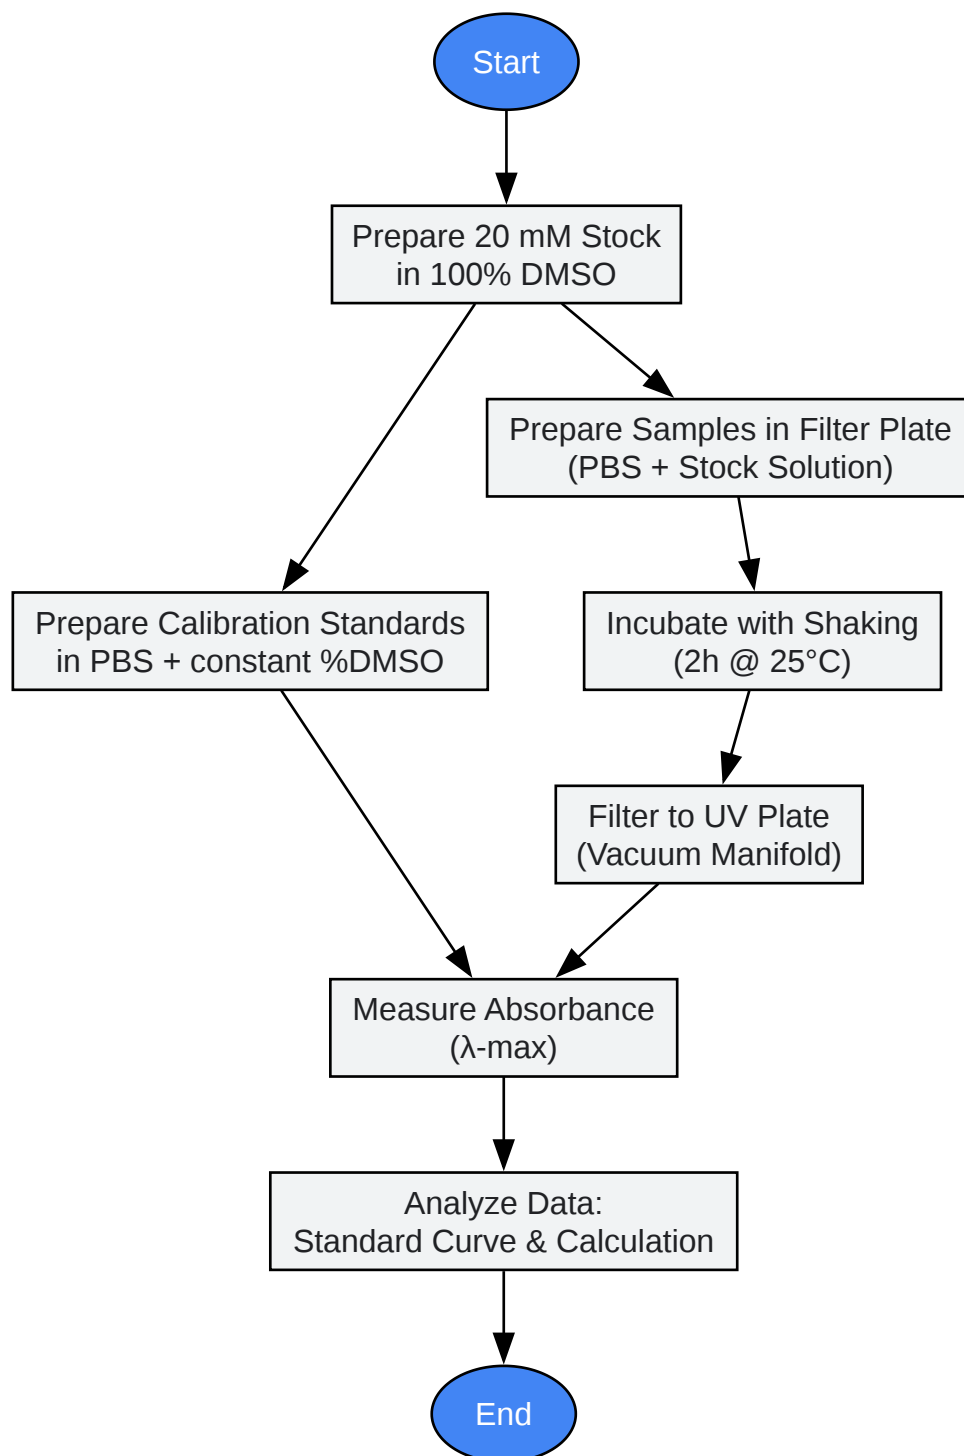 Start
Prepare 20 mM Stock
in 100% DMSO
Prepare Samples in Filter Plate
(PBS + Stock Solution)
Prepare Calibration Standards
in PBS + constant %DMSO
Incubate with Shaking
(2h @ 25°C)
Filter to UV Plate
(Vacuum Manifold)
Measure Absorbance
(λ-max)
Analyze Data:
Standard Curve & Calculation
End